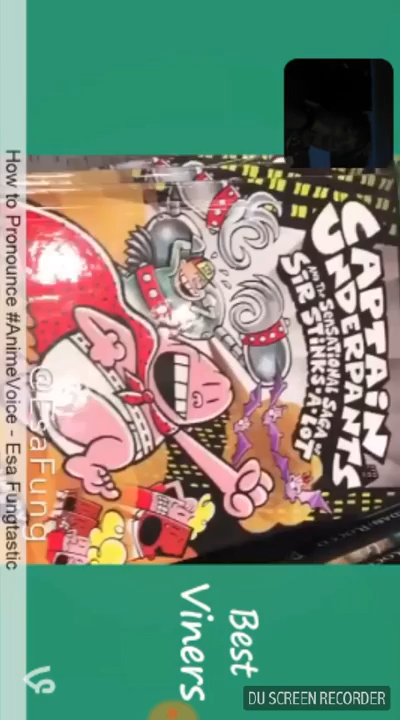 CAPTAIN
UNDERPANTS
AND THE SENSATIONAL SAGA OF
SIR STINKS-A-LOT
@EsaFung
How to Pronounce #AnimeVoice - Esa Fungtastic
Best
Viners
DU SCREEN RECORDER